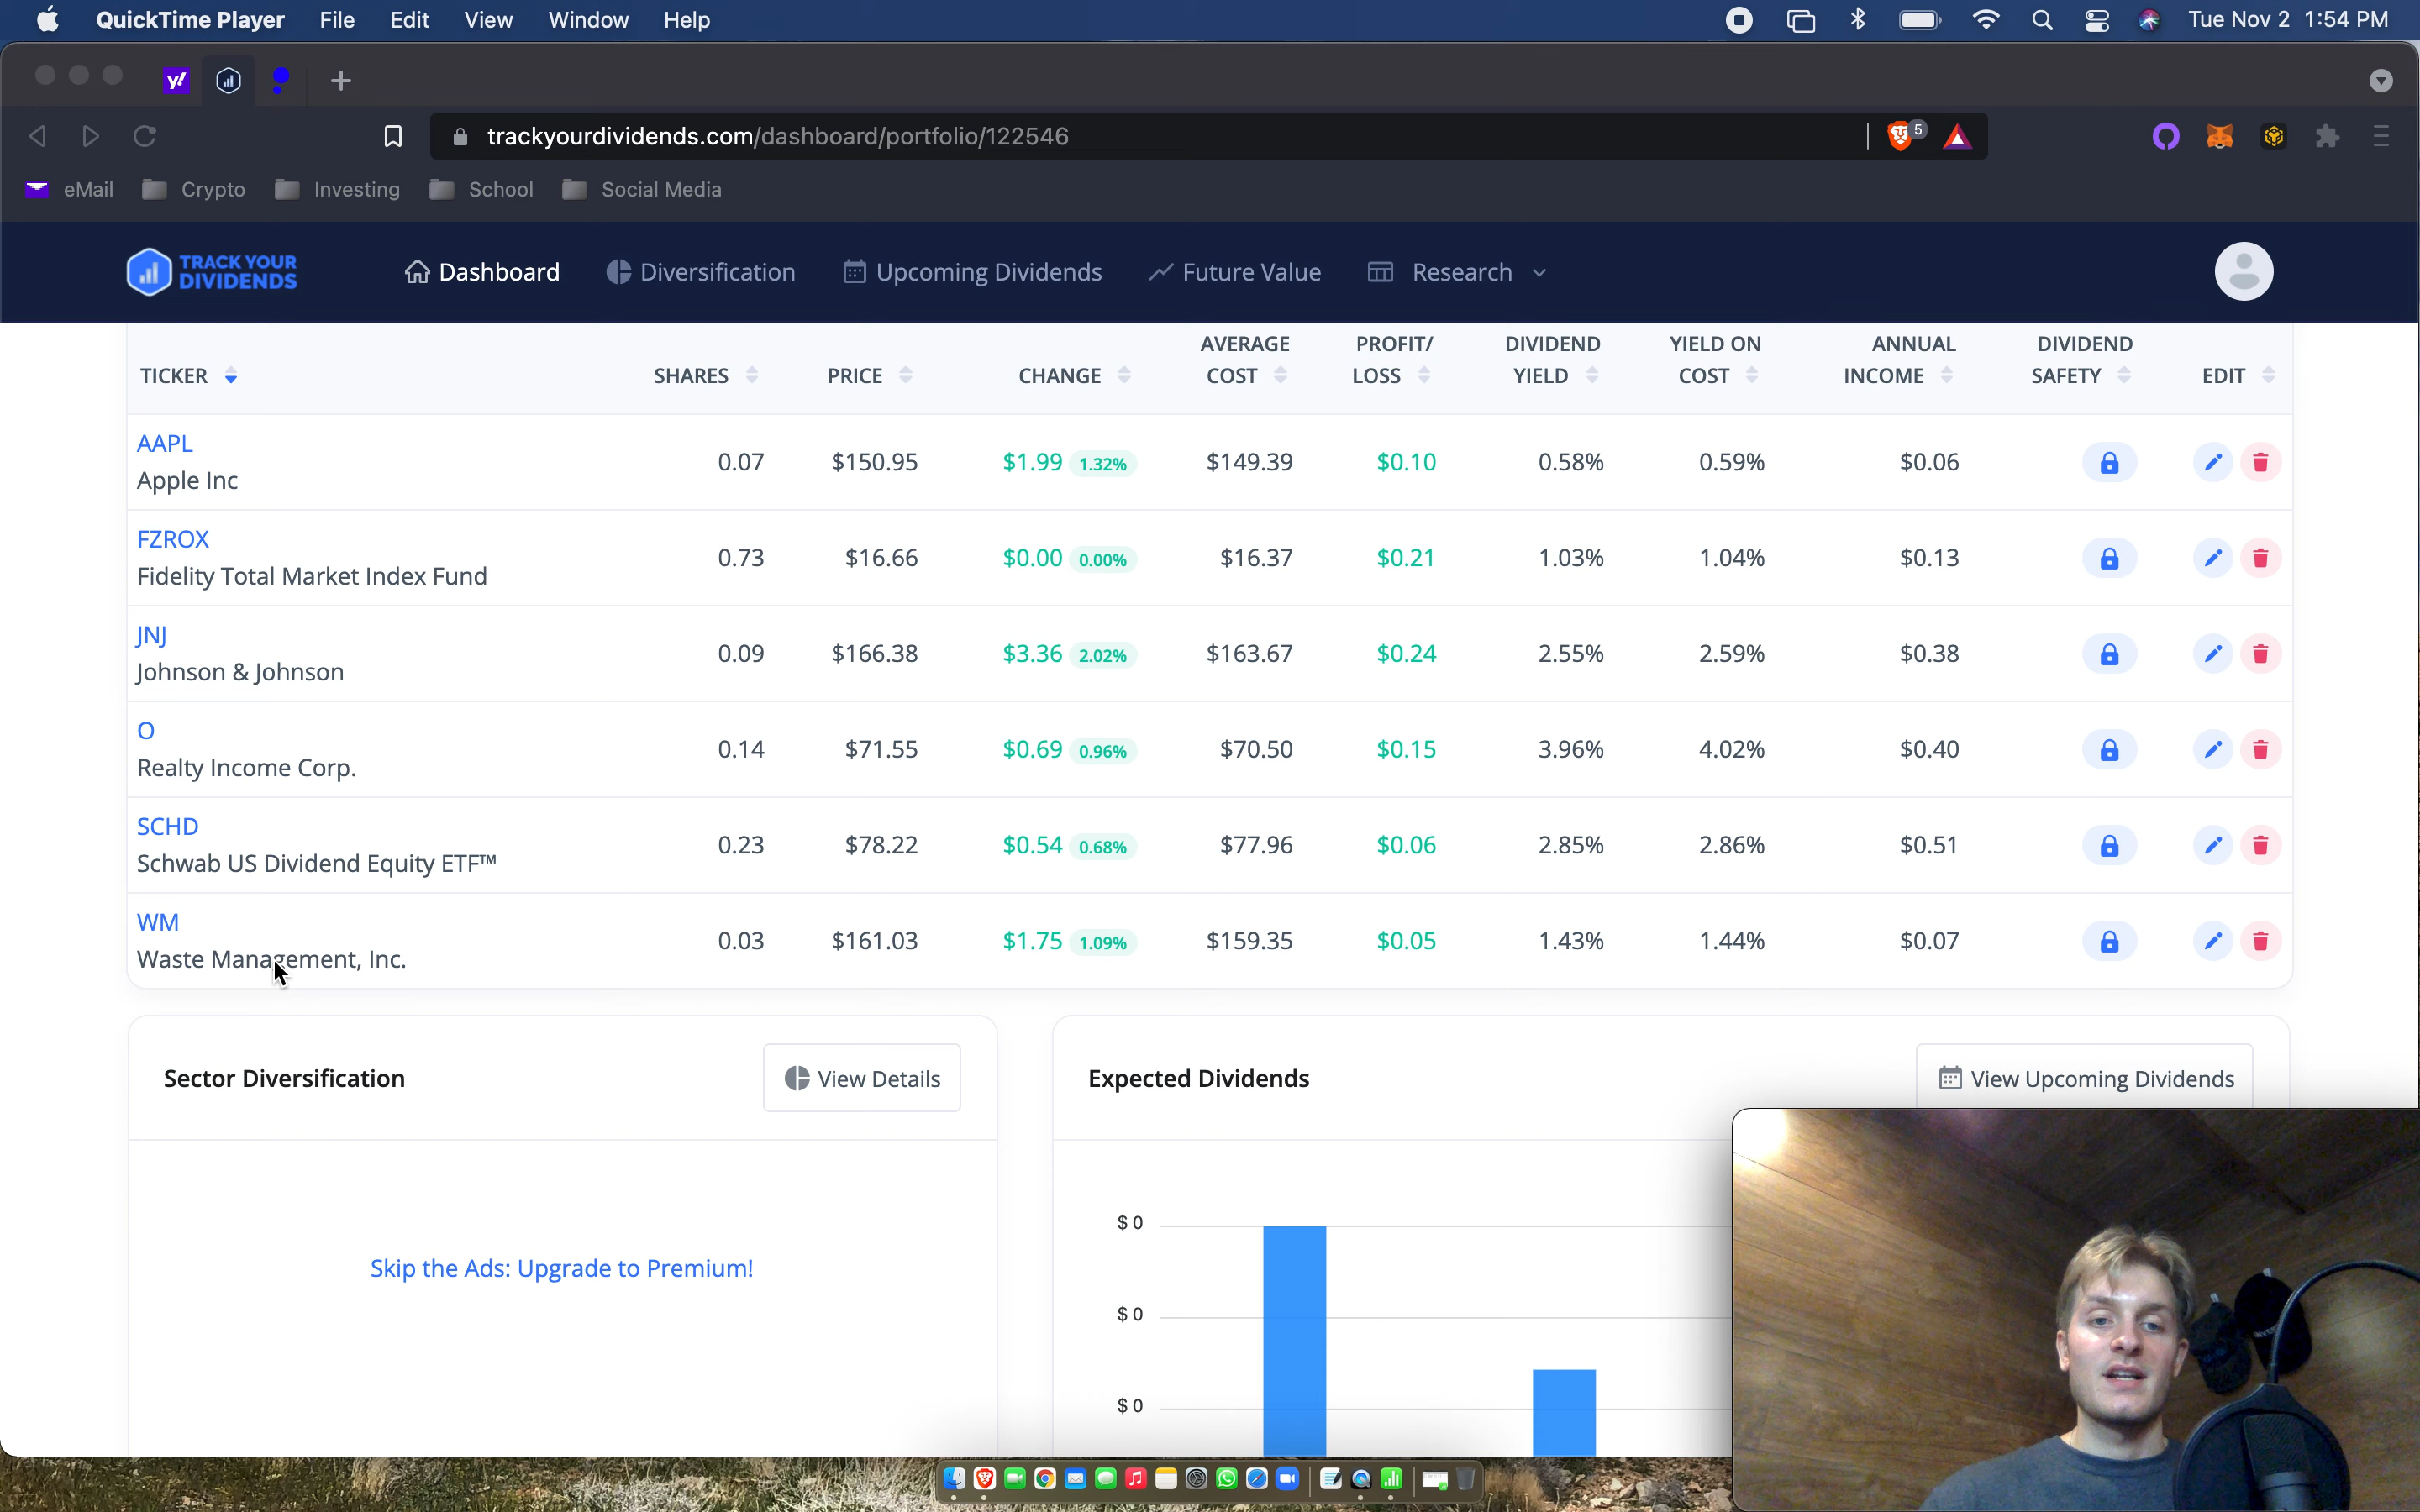 QuickTime Player File Edit View Window Help Tue Nov 2 1:54 PM
trackyourdividends.com/dashboard/portfolio/122546 5
eMail Crypto Investing School Social Media
TRACK YOUR
DIVIDENDS
Dashboard Diversification Upcoming Dividends Future Value Research
AVERAGE PROFIT/ DIVIDEND YIELD ON ANNUAL DIVIDEND
TICKER SHARES PRICE CHANGE COST LOSS YIELD COST INCOME SAFETY EDIT
AAPL
Apple Inc
0.07 $150.95 $1.99 1.32% $149.39 $0.10 0.58% 0.59% $0.06
FZROX
Fidelity Total Market Index Fund
0.73 $16.66 $0.00 0.00% $16.37 $0.21 1.03% 1.04% $0.13
JNJ
Johnson & Johnson
0.09 $166.38 $3.36 2.02% $163.67 $0.24 2.55% 2.59% $0.38
O
Realty Income Corp.
0.14 $71.55 $0.69 0.96% $70.50 $0.15 3.96% 4.02% $0.40
SCHD
Schwab US Dividend Equity ETF™
0.23 $78.22 $0.54 0.68% $77.96 $0.06 2.85% 2.86% $0.51
WM
Waste Management, Inc.
0.03 $161.03 $1.75 1.09% $159.35 $0.05 1.43% 1.44% $0.07
Sector Diversification View Details
Skip the Ads: Upgrade to Premium!
Expected Dividends View Upcoming Dividends
$ 0
$ 0
$ 0